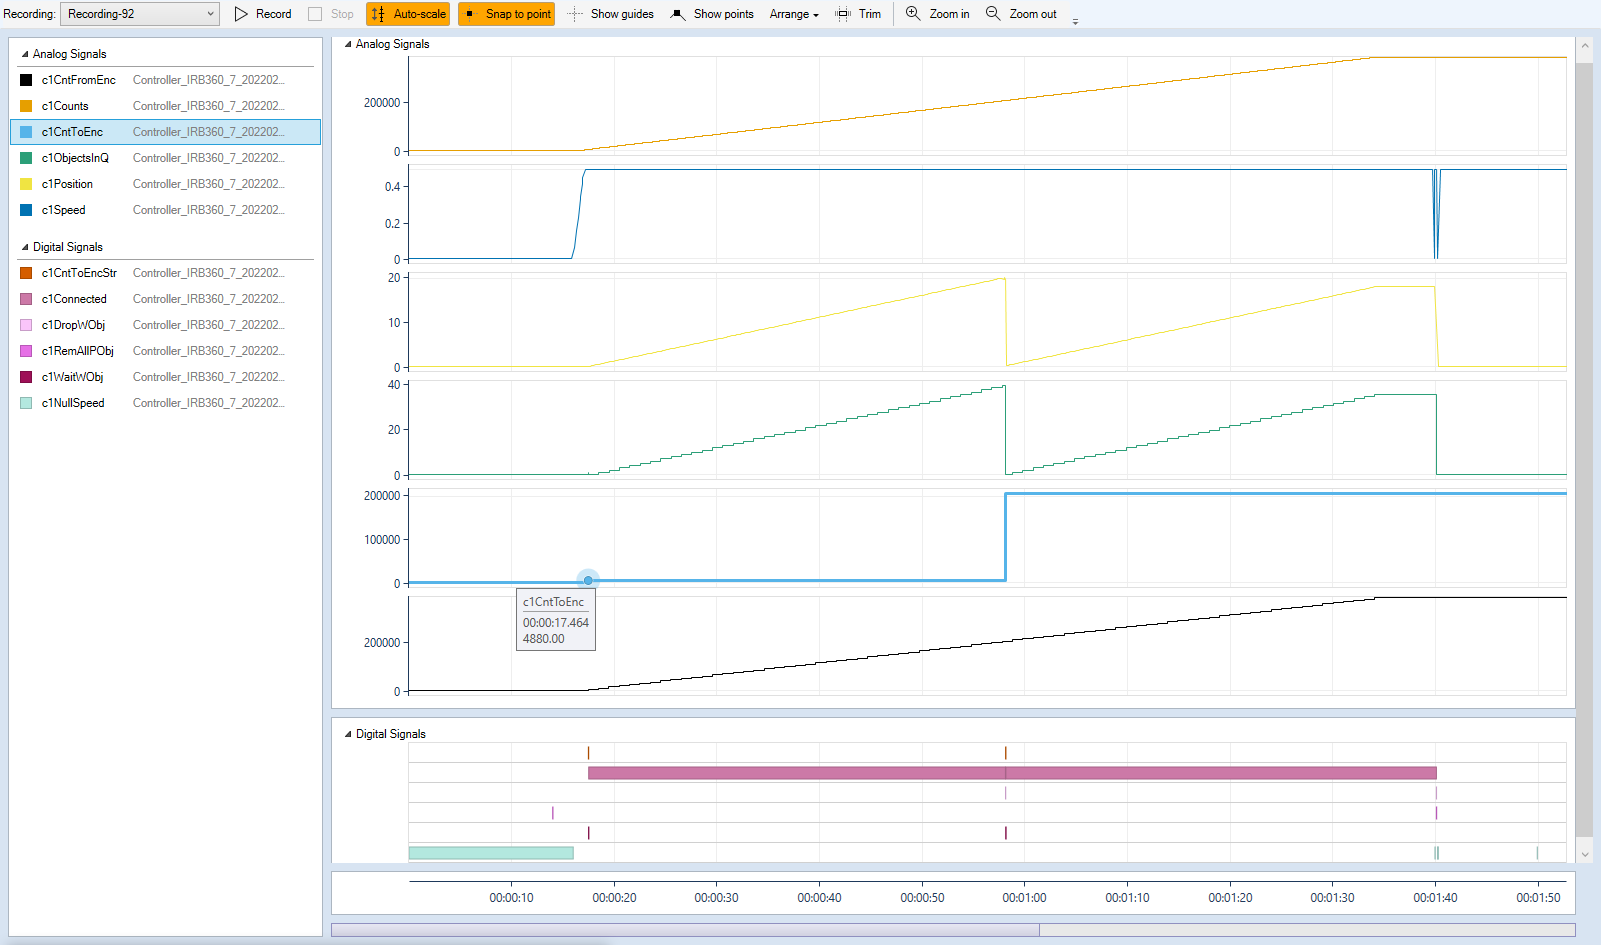 Recording: Recording-92 Record Stop Auto-scale Snap to point Show guides Show points Arrange Trim Zoom in Zoom out
Analog Signals
c1CntFromEnc Controller_IRB360_7_202202...
c1Counts Controller_IRB360_7_202202...
c1CntToEnc Controller_IRB360_7_202202...
c1ObjectsInQ Controller_IRB360_7_202202...
c1Position Controller_IRB360_7_202202...
c1Speed Controller_IRB360_7_202202...
Digital Signals
c1CntToEncStr Controller_IRB360_7_202202...
c1Connected Controller_IRB360_7_202202...
c1DropWObj Controller_IRB360_7_202202...
c1RemAllPObj Controller_IRB360_7_202202...
c1WaitWObj Controller_IRB360_7_202202...
c1NullSpeed Controller_IRB360_7_202202...
Analog Signals
200000
0
0.4
0.2
0
20
10
0
40
20
0
200000
100000
0
c1CntToEnc
00:00:17.464
4880.00
200000
0
Digital Signals
00:00:10 00:00:20 00:00:30 00:00:40 00:00:50 00:01:00 00:01:10 00:01:20 00:01:30 00:01:40 00:01:50